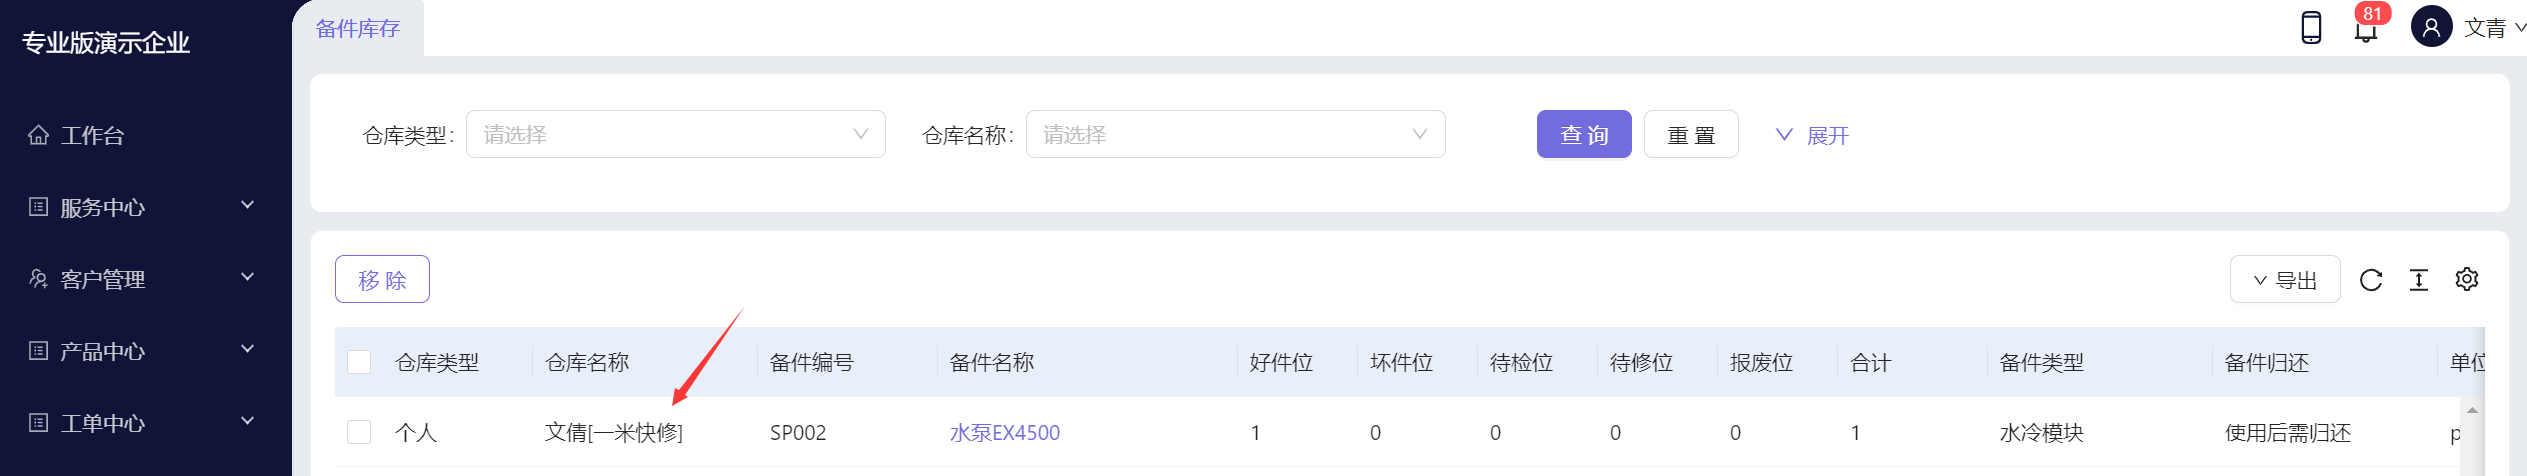 专业版演示企业
备件库存
81
文青
工作台
服务中心
客户管理
产品中心
工单中心
仓库类型: 请选择 仓库名称: 请选择 查询 重置 展开
移除 导出
仓库类型 仓库名称 备件编号 备件名称 好件位 坏件位 待检位 待修位 报废位 合计 备件类型 备件归还 单位
个人 文倩[一米快修] SP002 水泵EX4500 1 0 0 0 0 1 水冷模块 使用后需归还 p